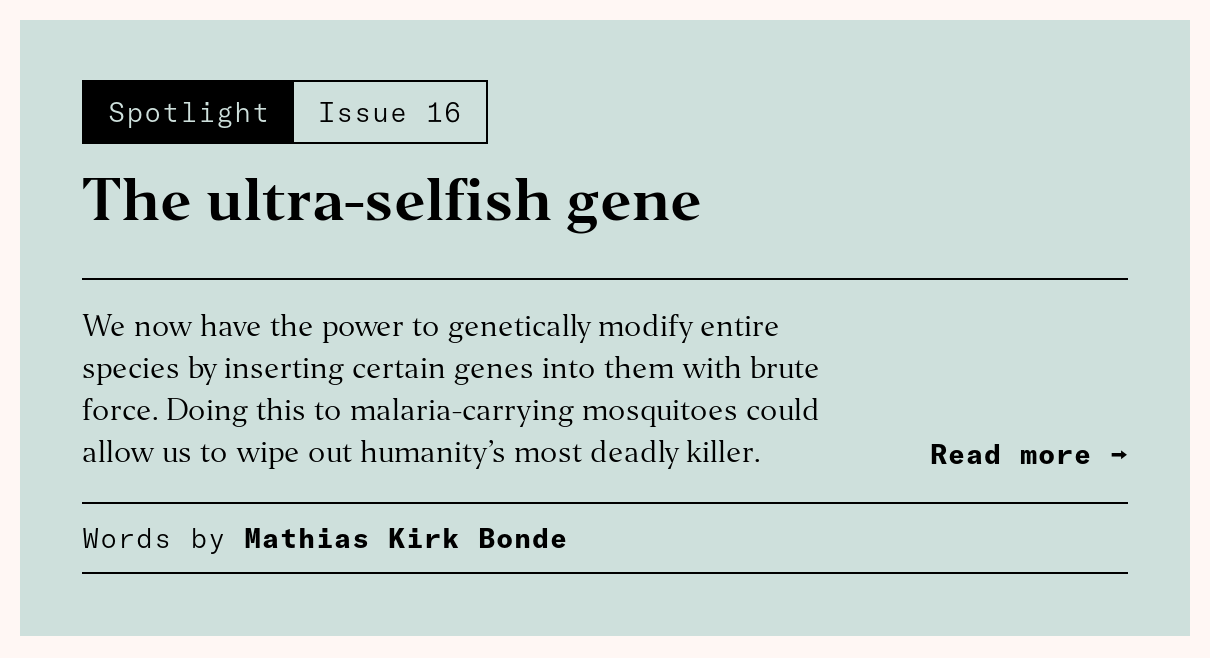 Spotlight Issue 16
The ultra-selfish gene
We now have the power to genetically modify entire
species by inserting certain genes into them with brute
force. Doing this to malaria-carrying mosquitoes could
allow us to wipe out humanity’s most deadly killer.
Read more →
Words by Mathias Kirk Bonde